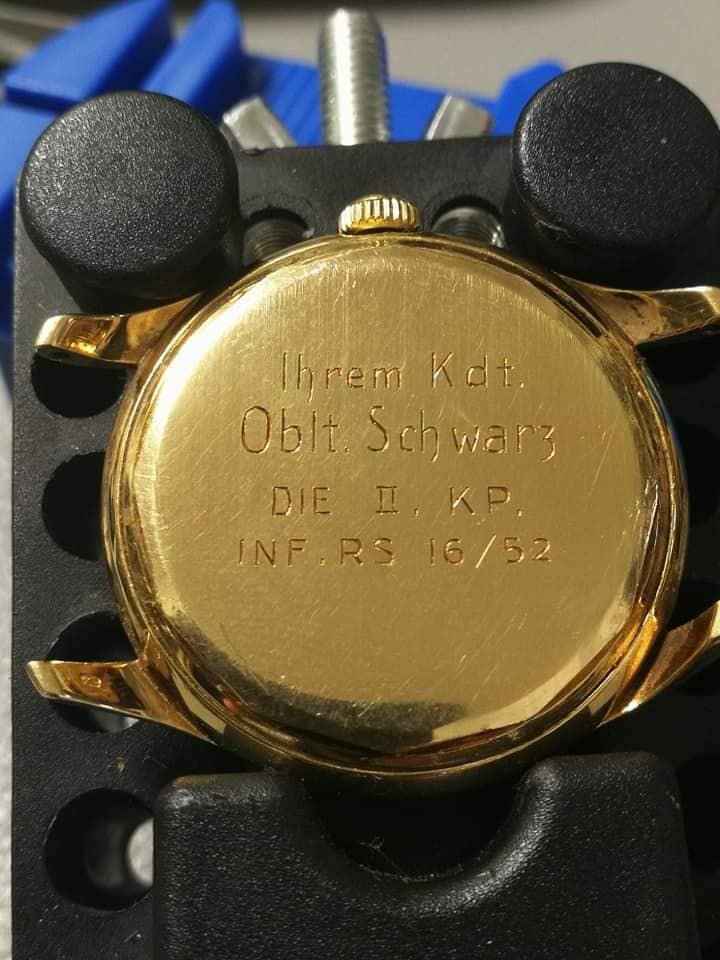 Ihrem Kdt.
Oblt. Schwarz
DIE II. KP.
INF. RS 16/52